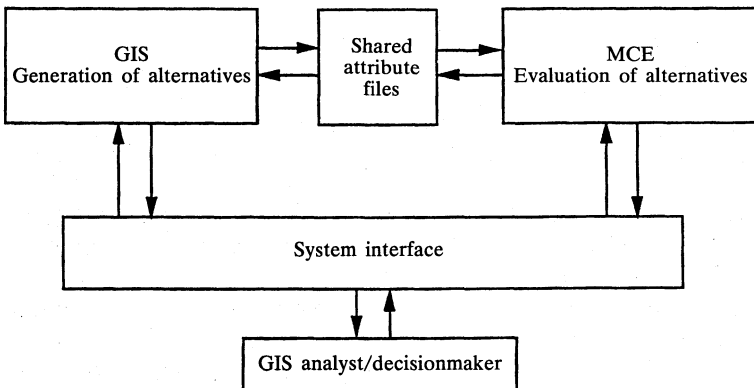 GIS
Generation of alternatives
Shared
attribute
files
MCE
Evaluation of alternatives
System interface
GIS analyst/decisionmaker